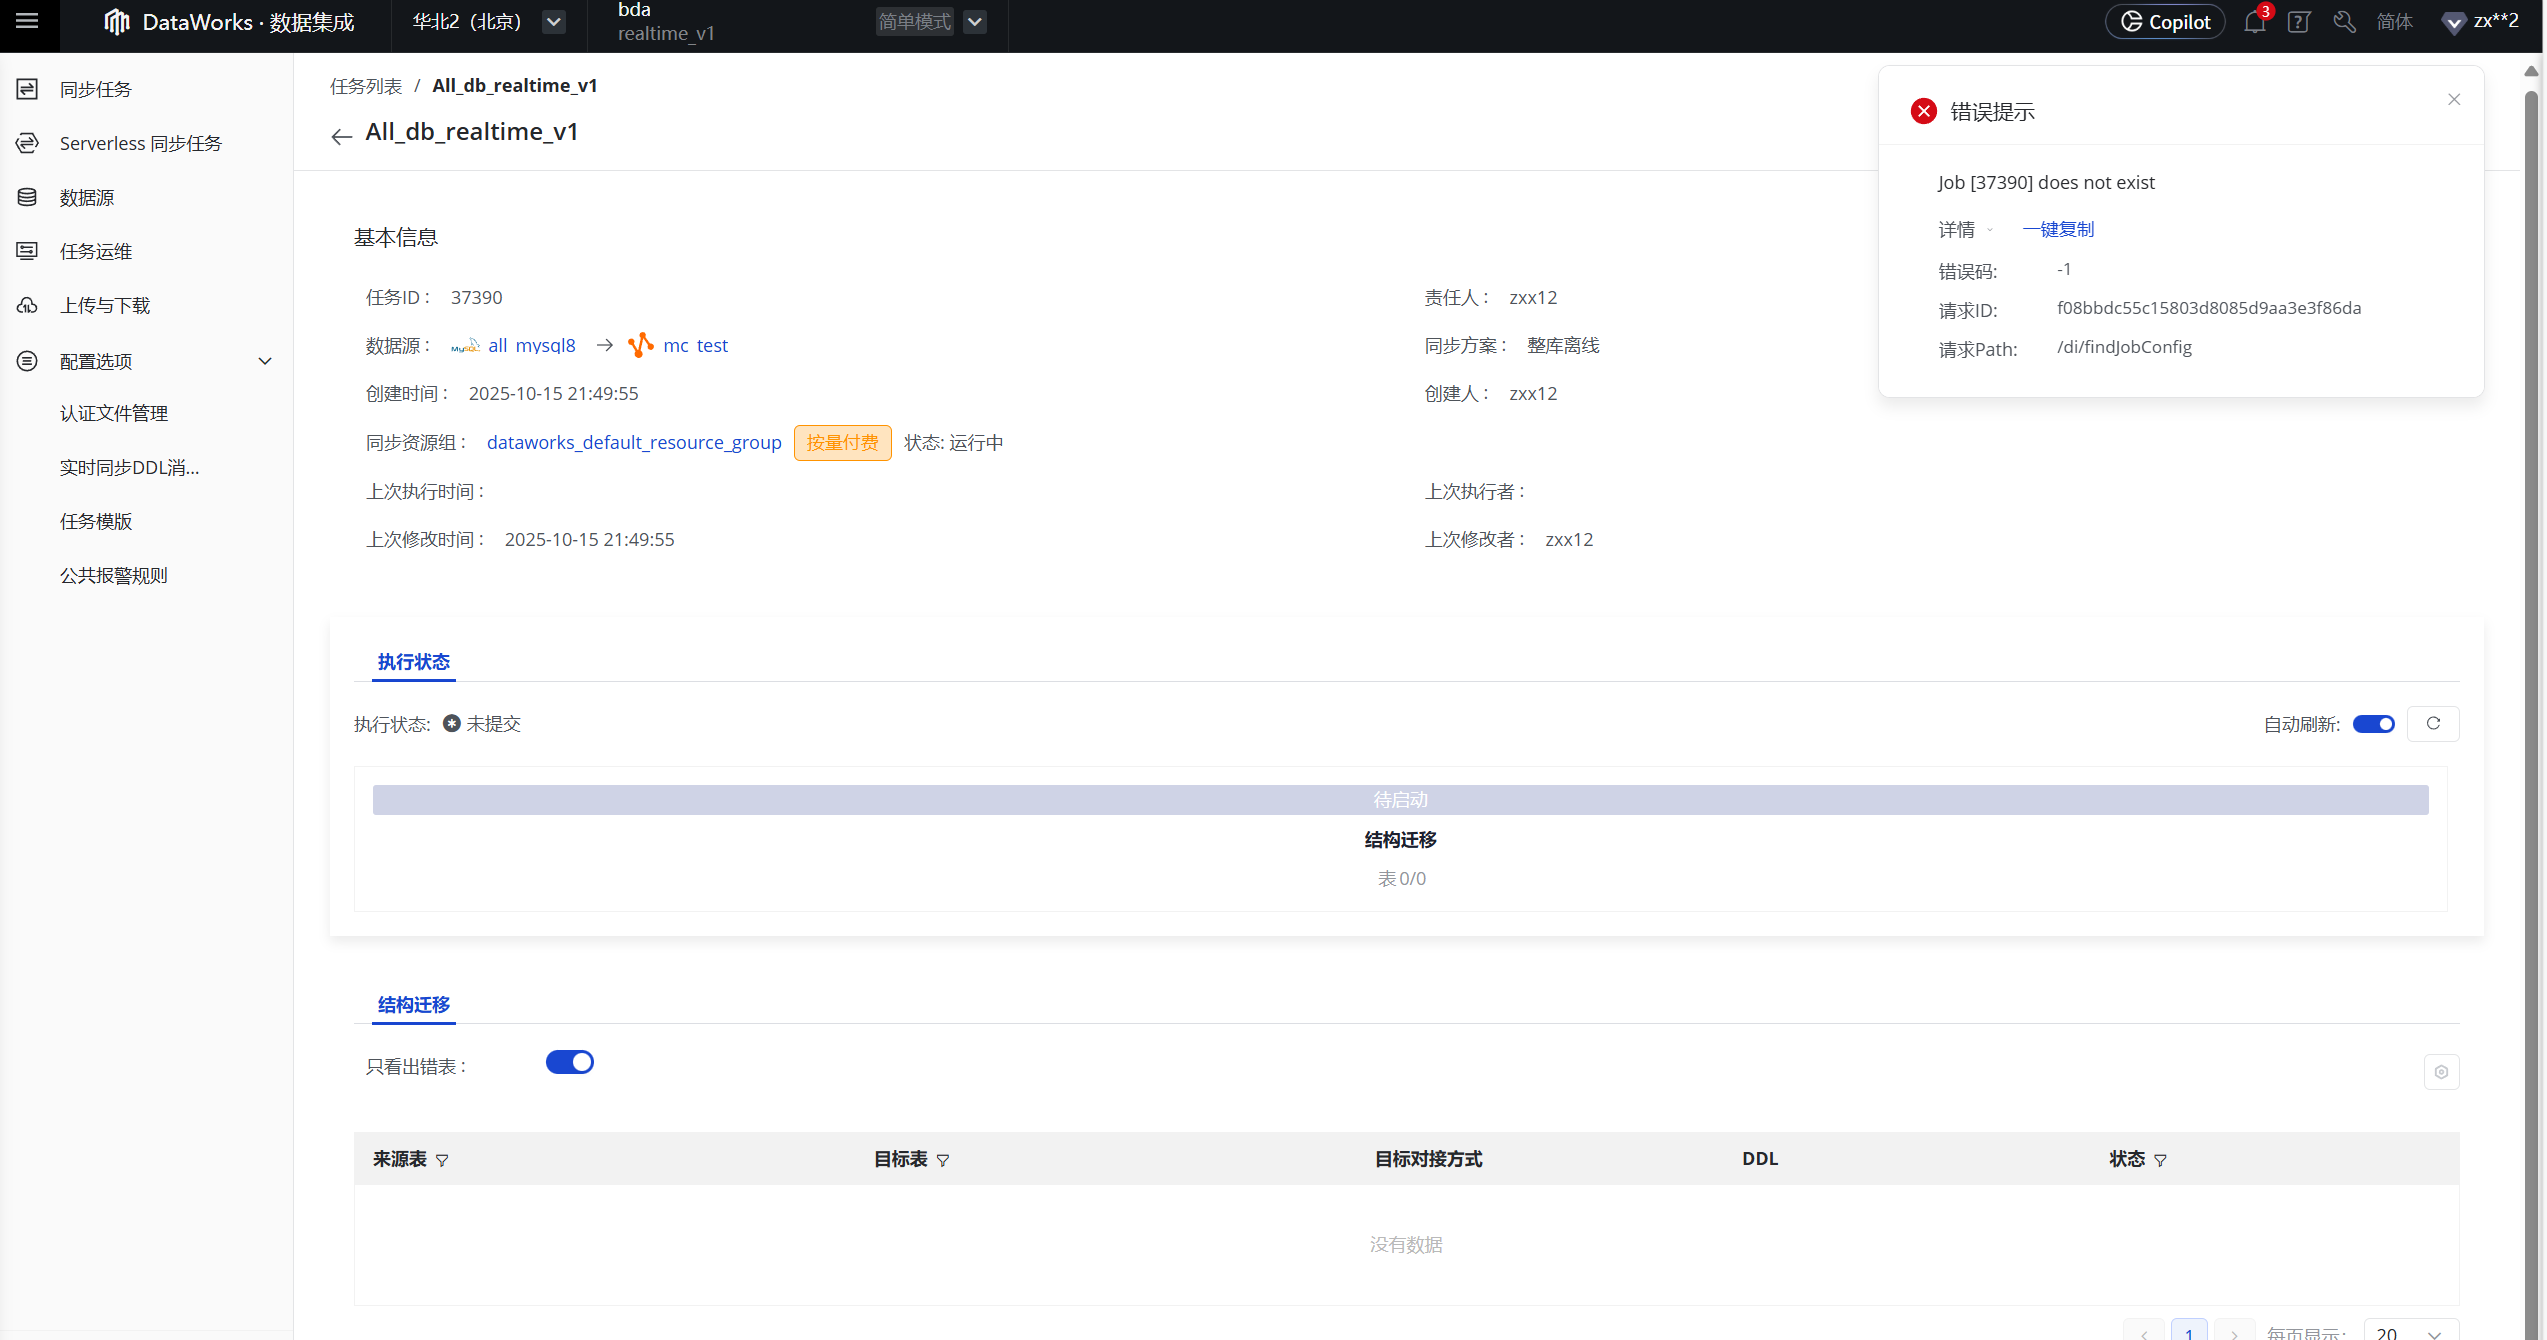 DataWorks · 数据集成
华北2（北京）
bda
realtime_v1
简单模式
Copilot
3
简体
zx**2
同步任务
Serverless 同步任务
数据源
任务运维
上传与下载
配置选项
认证文件管理
实时同步DDL消...
任务模版
公共报警规则
任务列表 / All_db_realtime_v1
All_db_realtime_v1
错误提示
Job [37390] does not exist
详情 一键复制
错误码: -1
请求ID: f08bbdc55c15803d8085d9aa3e3f86da
请求Path: /di/findJobConfig
基本信息
任务ID： 37390
责任人： zxx12
数据源： MySQL all_mysql8 → mc_test
同步方案： 整库离线
创建时间： 2025-10-15 21:49:55
创建人： zxx12
同步资源组： dataworks_default_resource_group 按量付费 状态: 运行中
上次执行时间：
上次执行者：
上次修改时间： 2025-10-15 21:49:55
上次修改者： zxx12
执行状态
执行状态: 未提交
自动刷新:
待启动
结构迁移
表 0/0
结构迁移
只看出错表：
来源表 目标表 目标对接方式 DDL 状态
没有数据
1 每页显示: 20